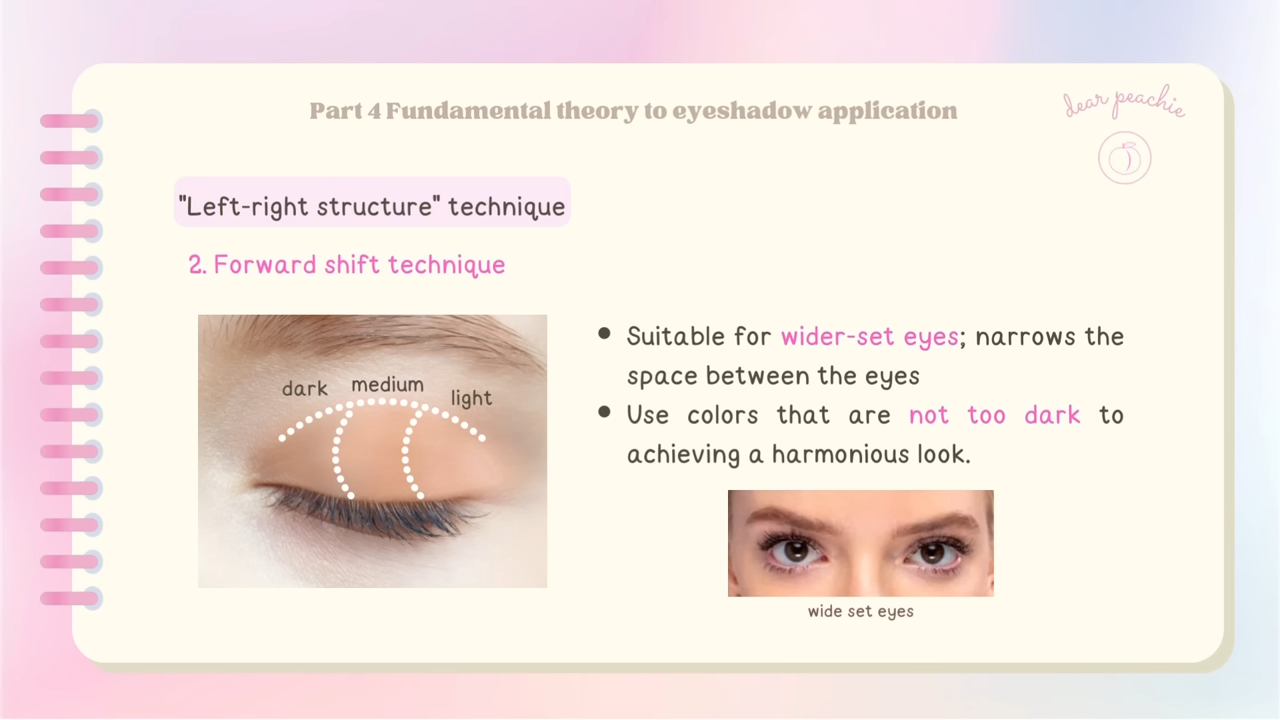 Part 4 Fundamental theory to eyeshadow application
dear peachie
"Left-right structure" technique
2. Forward shift technique
dark medium light
Suitable for wider-set eyes; narrows the
space between the eyes
Use colors that are not too dark to
achieving a harmonious look.
wide set eyes